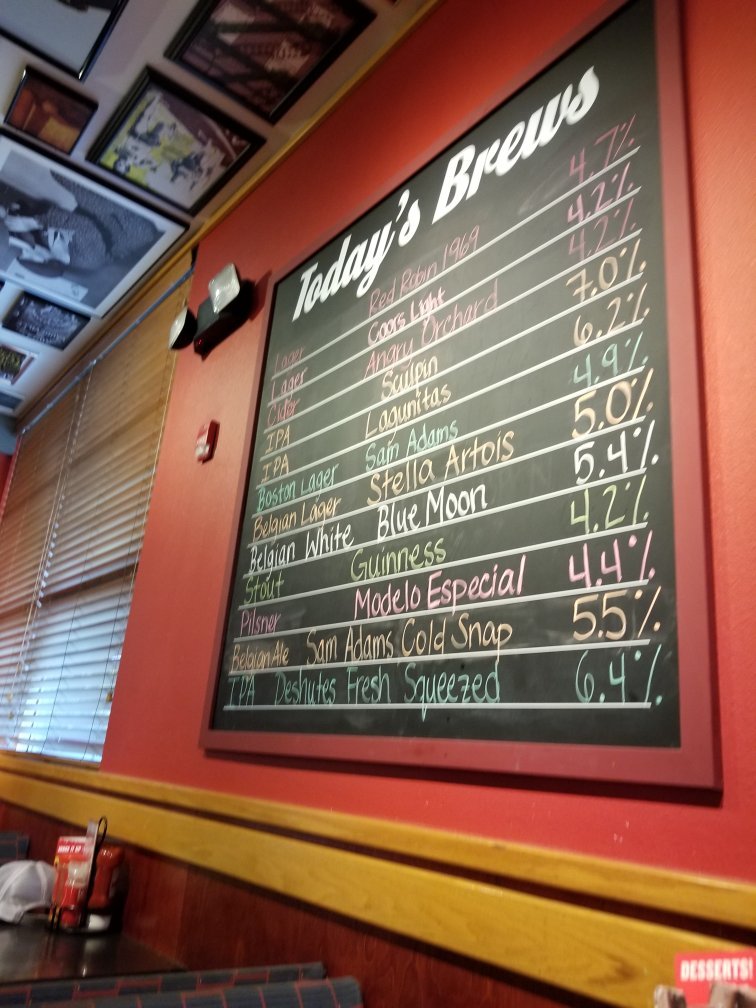 Today's Brews
Lager Red Robin 1969 4.7%
Lager Coors Light 4.2%
Cider Angry Orchard 4.2%
IPA Sculpin 7.0%
IPA Lagunitas 6.2%
Boston Lager Sam Adams 4.9%
Belgian Lager Stella Artois 5.0%
Belgian White Blue Moon 5.4%
Stout Guinness 4.2%
Pilsner Modelo Especial 4.4%
Belgian Ale Sam Adams Cold Snap 5.5%
IPA Deshutes Fresh Squeezed 6.4%
DESSERTS!